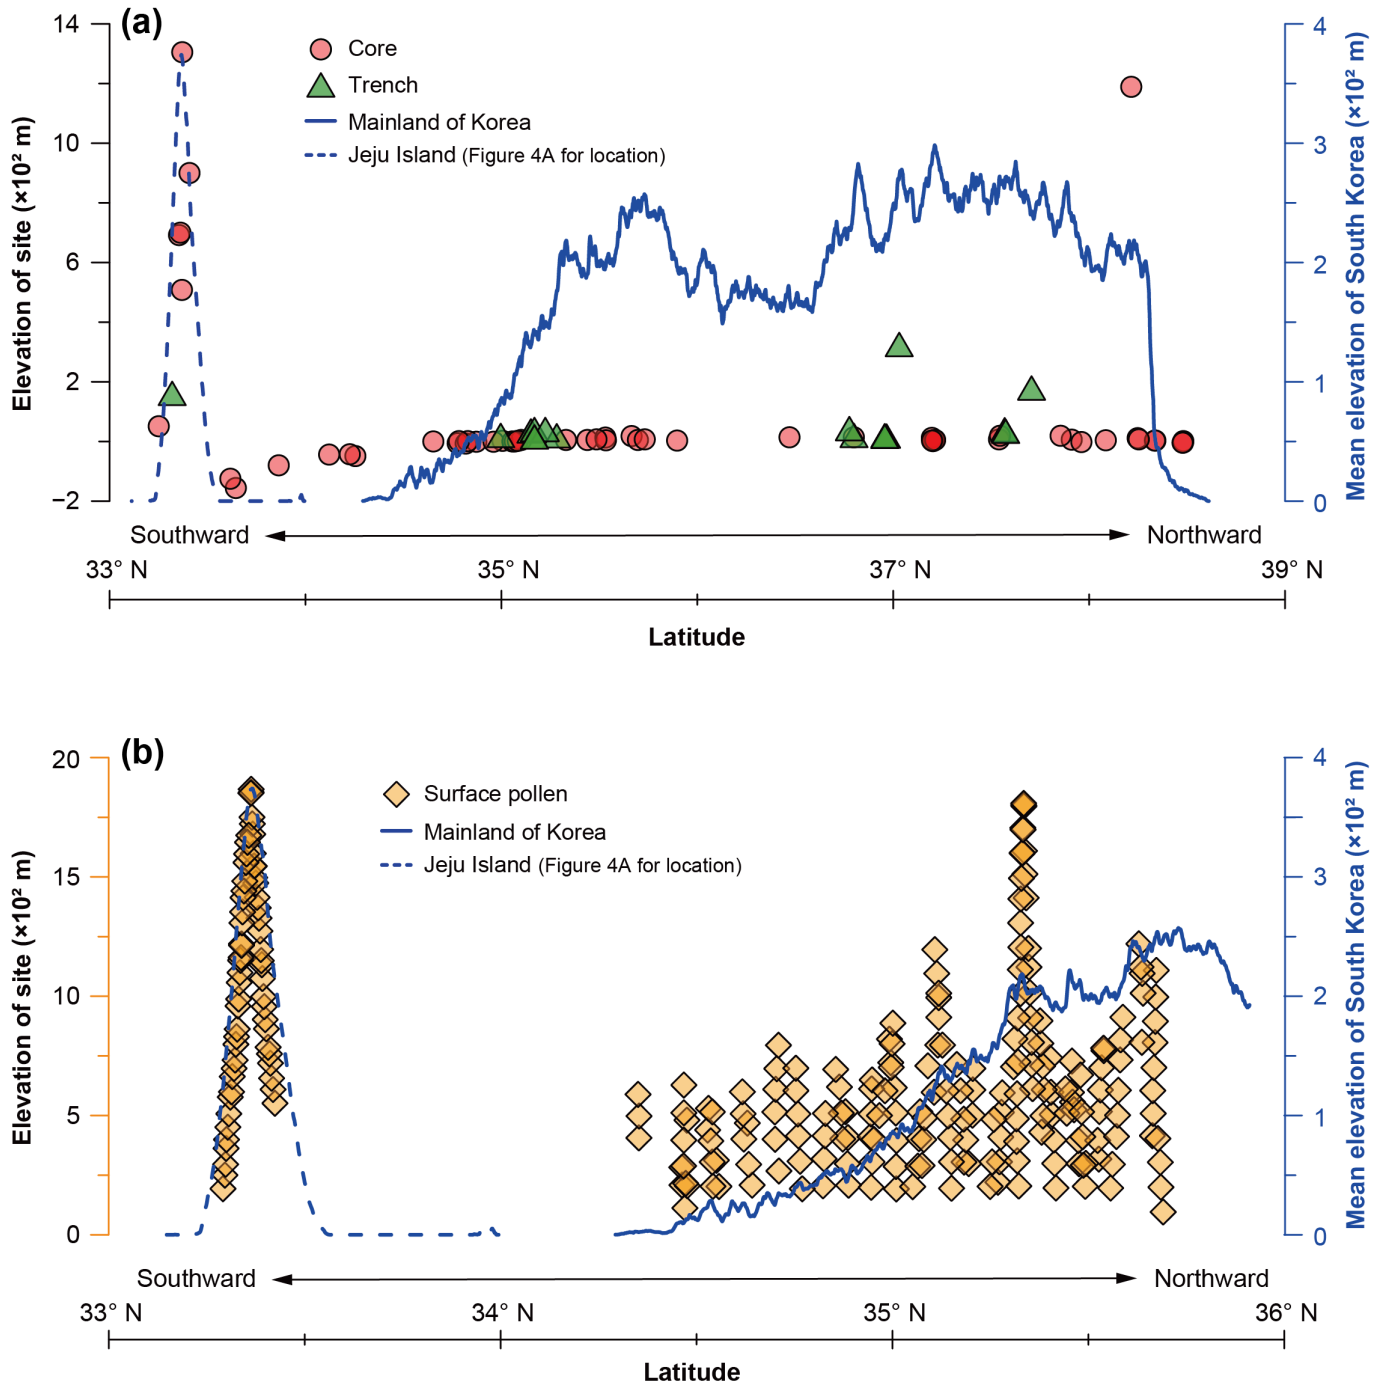 (a)
14
10
6
2
−2
Elevation of site (×10² m)
Core
Trench
Mainland of Korea
Jeju Island (Figure 4A for location)
4
3
2
1
0
Mean elevation of South Korea (×10² m)
Southward
Northward
33° N
35° N
37° N
39° N
Latitude
(b)
20
15
10
5
0
Elevation of site (×10² m)
Surface pollen
Mainland of Korea
Jeju Island (Figure 4A for location)
4
3
2
1
0
Mean elevation of South Korea (×10² m)
Southward
Northward
33° N
34° N
35° N
36° N
Latitude